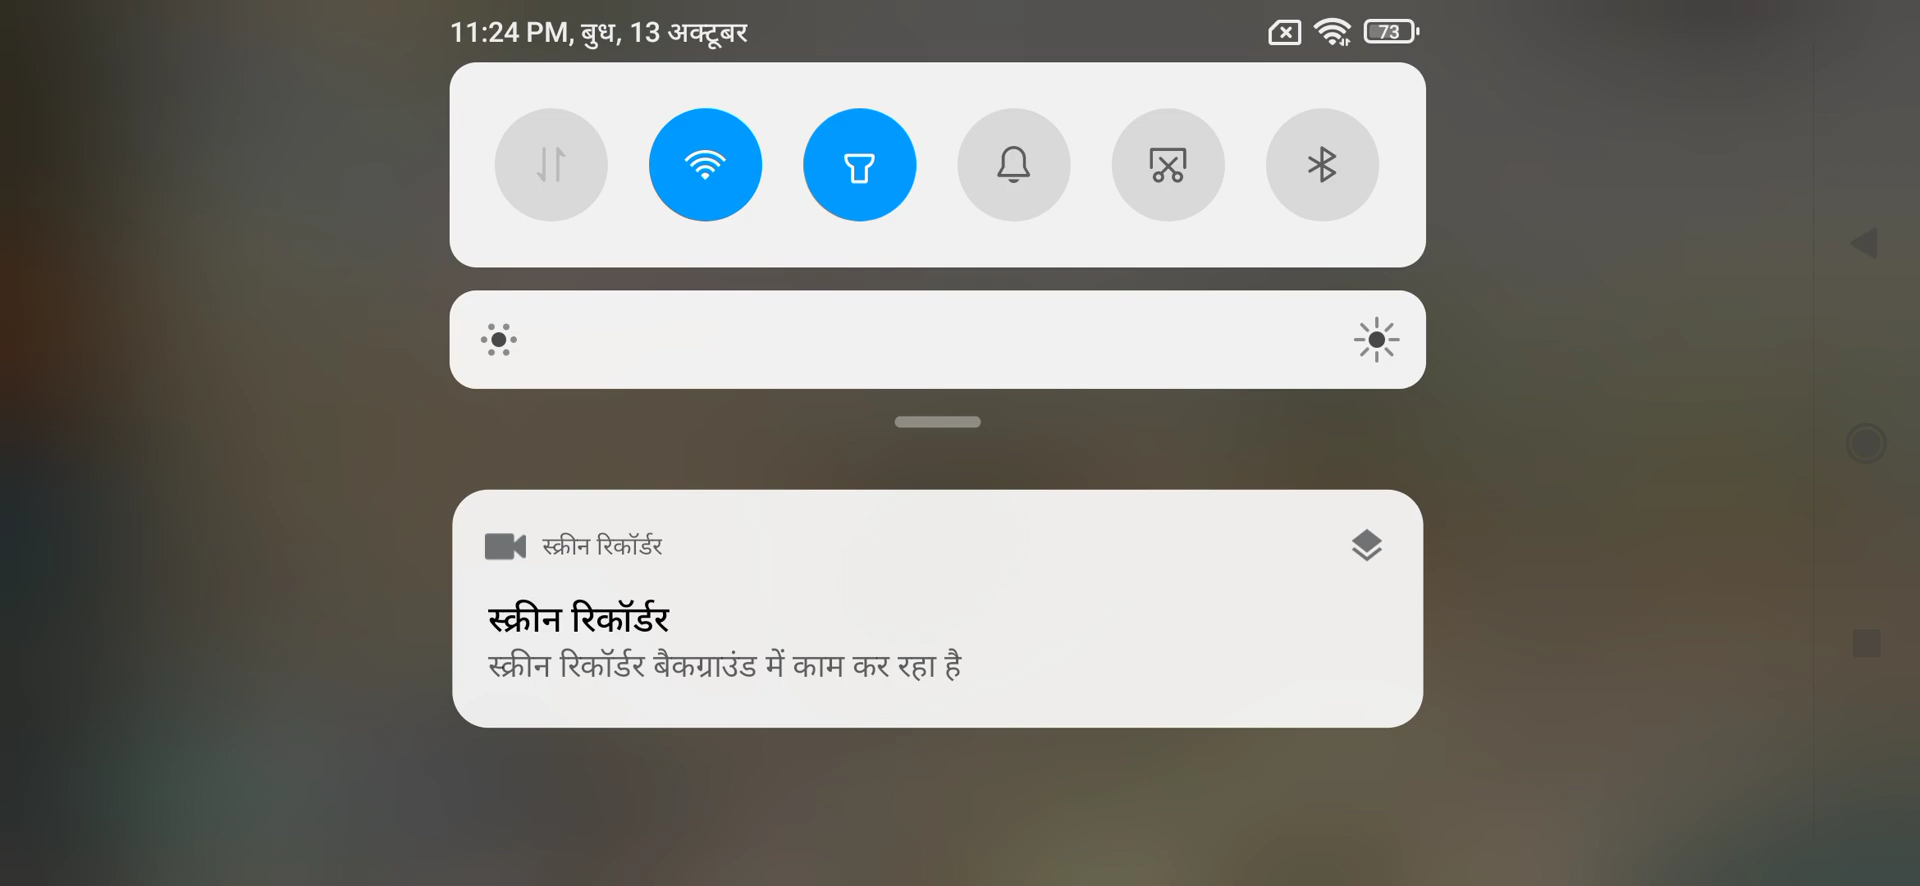 11:24 PM, बुध, 13 अक्टूबर
73
स्क्रीन रिकॉर्डर
स्क्रीन रिकॉर्डर
स्क्रीन रिकॉर्डर बैकग्राउंड में काम कर रहा है